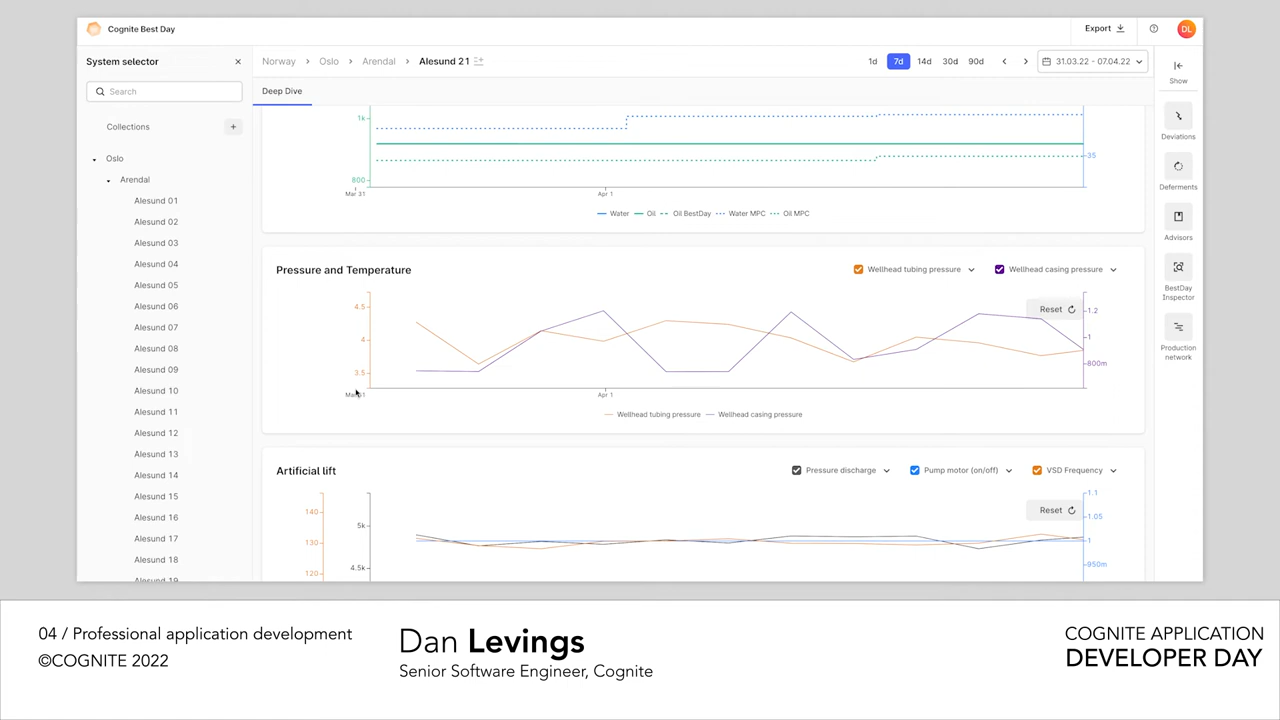 Cognite Best Day
Export
DL
System selector
Search
Collections
Oslo
Arendal
Alesund 01
Alesund 02
Alesund 03
Alesund 04
Alesund 05
Alesund 06
Alesund 07
Alesund 08
Alesund 09
Alesund 10
Alesund 11
Alesund 12
Alesund 13
Alesund 14
Alesund 15
Alesund 16
Alesund 17
Alesund 18
Alesund 19
Norway > Oslo > Arendal > Alesund 21
1d 7d 14d 30d 90d
31.03.22 - 07.04.22
Deep Dive
1k
800
35
Mar 31
Apr 1
Water Oil Oil BestDay Water MPC Oil MPC
Pressure and Temperature
Wellhead tubing pressure
Wellhead casing pressure
Reset
4.5
4
3.5
1.2
1
800m
Apr 1
Wellhead tubing pressure Wellhead casing pressure
Artificial lift
Pressure discharge
Pump motor (on/off)
VSD Frequency
Reset
140
130
120
5k
4.5k
1.1
1.05
1
950m
Show
Deviations
Deferments
Advisors
BestDay
Inspector
Production
network
04 / Professional application development
©COGNITE 2022
Dan Levings
Senior Software Engineer, Cognite
COGNITE APPLICATION
DEVELOPER DAY